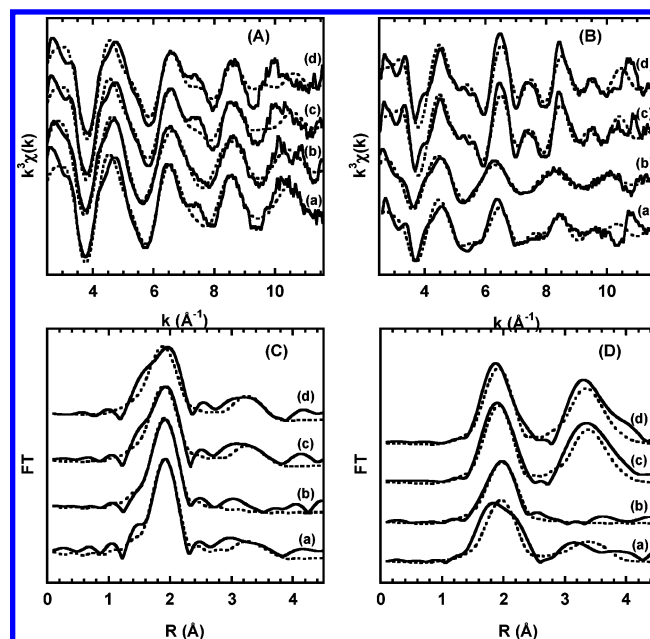 (A)
(d)
(c)
(b)
(a)
k³χ(k)
4 6 8 10
k (Å⁻¹)
(B)
(d)
(c)
(b)
(a)
k³χ(k)
4 6 8 10
k (Å⁻¹)
(C)
(d)
(c)
(b)
(a)
FT
0 1 2 3 4
R (Å)
(D)
(d)
(c)
(b)
(a)
FT
0 1 2 3 4
R (Å)